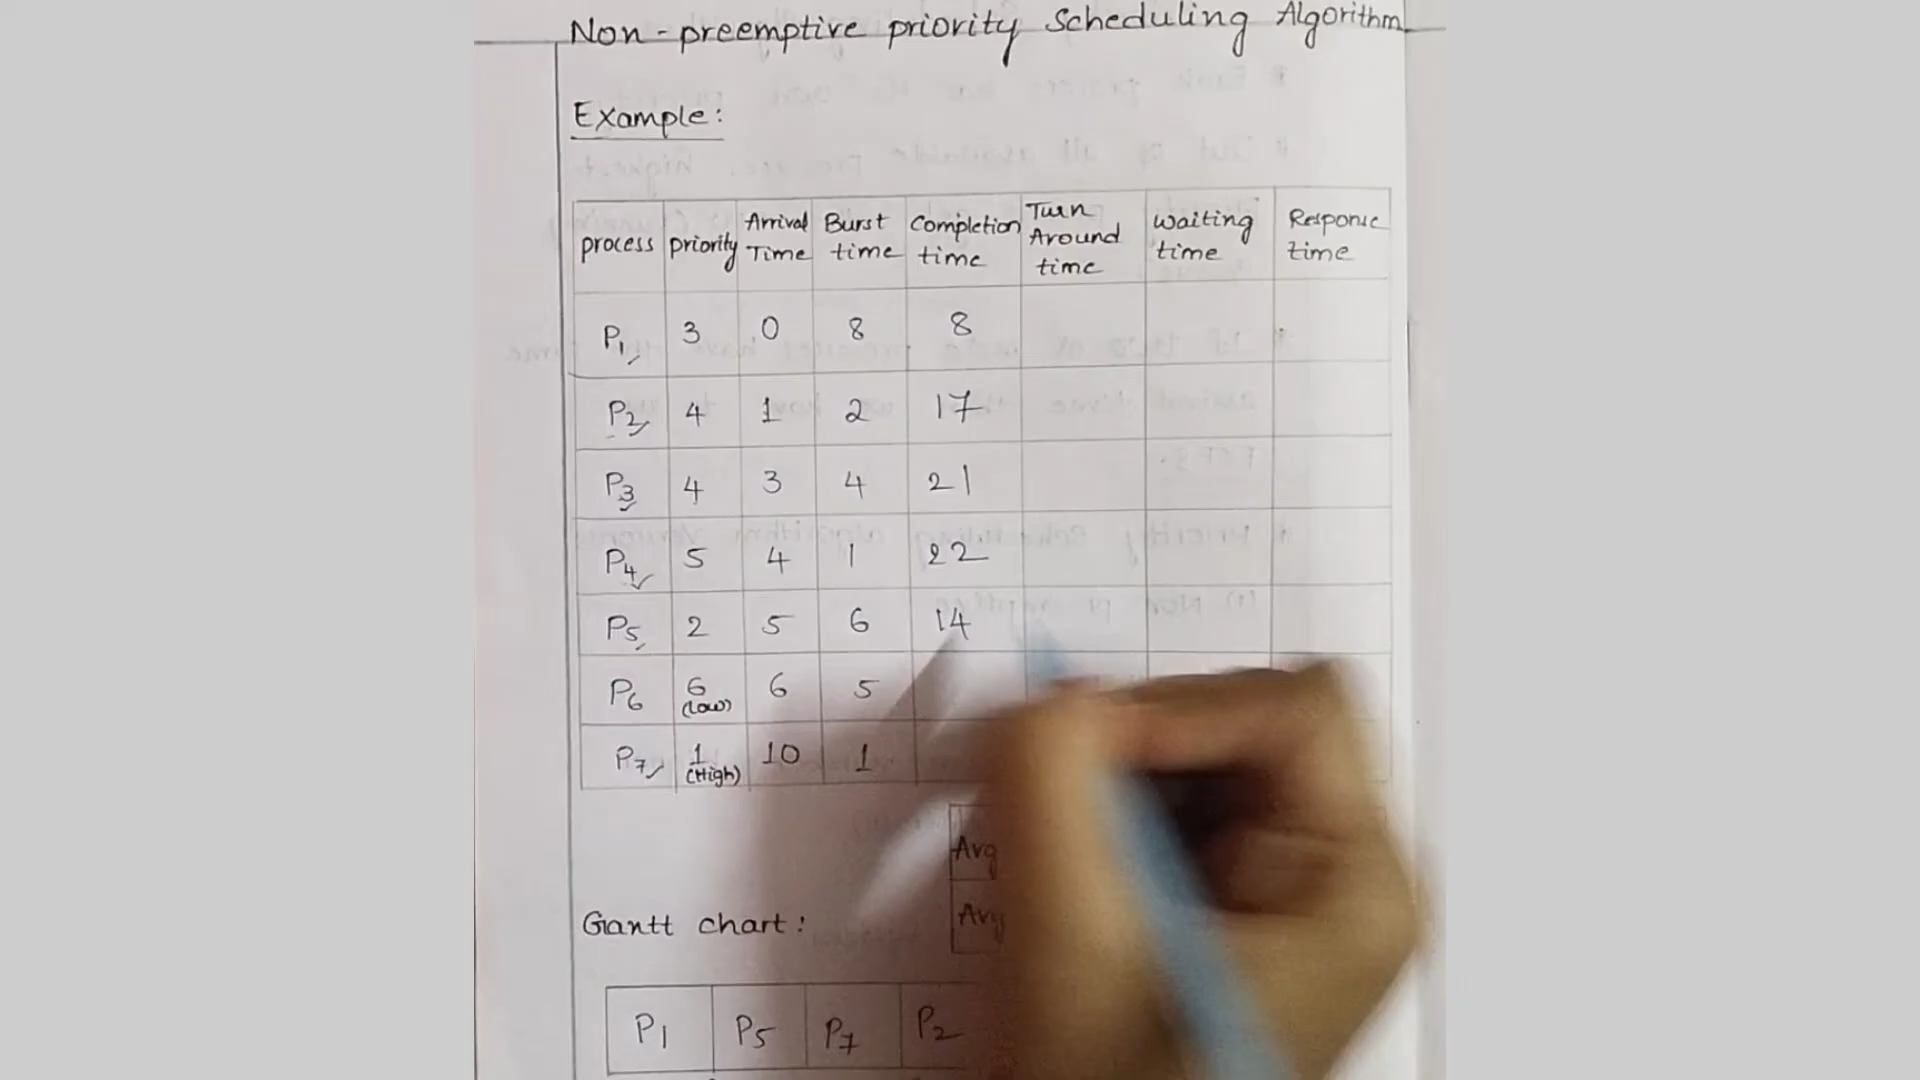 Non-preemptive priority Scheduling Algorithm
Example:
process priority Arrival Time Burst time Completion time Turn Around time waiting time Response time
P1 3 0 8 8
P2 4 1 2 17
P3 4 3 4 21
P4 5 4 1 22
P5 2 5 6 14
P6 6 (Low) 6 5
P7 1 (High) 10 1
Avg
Avg
Gantt chart:
P1 P5 P7 P2